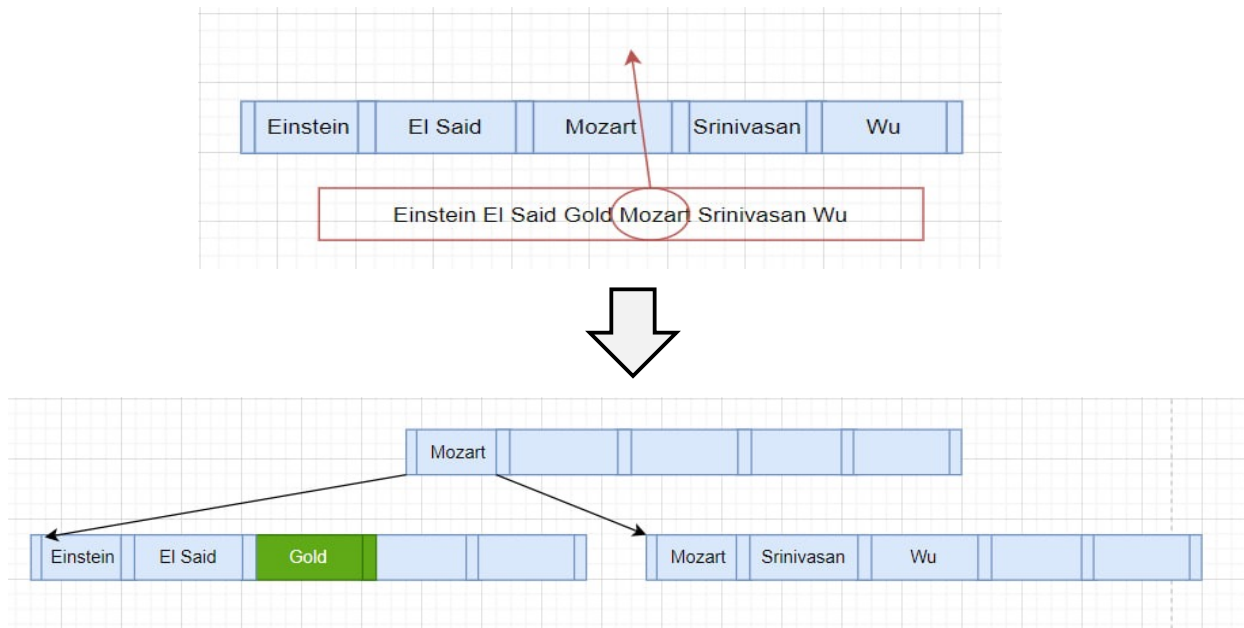 Einstein El Said Mozart Srinivasan Wu
Einstein El Said Gold Mozart Srinivasan Wu
Mozart
Einstein El Said Gold Mozart Srinivasan Wu